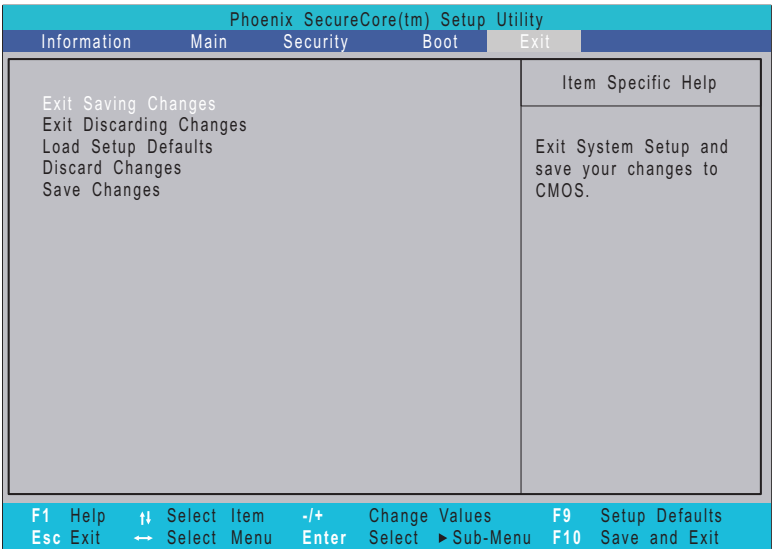 Phoenix SecureCore(tm) Setup Utility
Information Main Security Boot Exit
Item Specific Help
Exit Saving Changes
Exit Discarding Changes
Load Setup Defaults
Discard Changes
Save Changes
Exit System Setup and
save your changes to
CMOS.
F1 Help ↑↓ Select Item -/+ Change Values F9 Setup Defaults
Esc Exit ↔ Select Menu Enter Select ▶Sub-Menu F10 Save and Exit